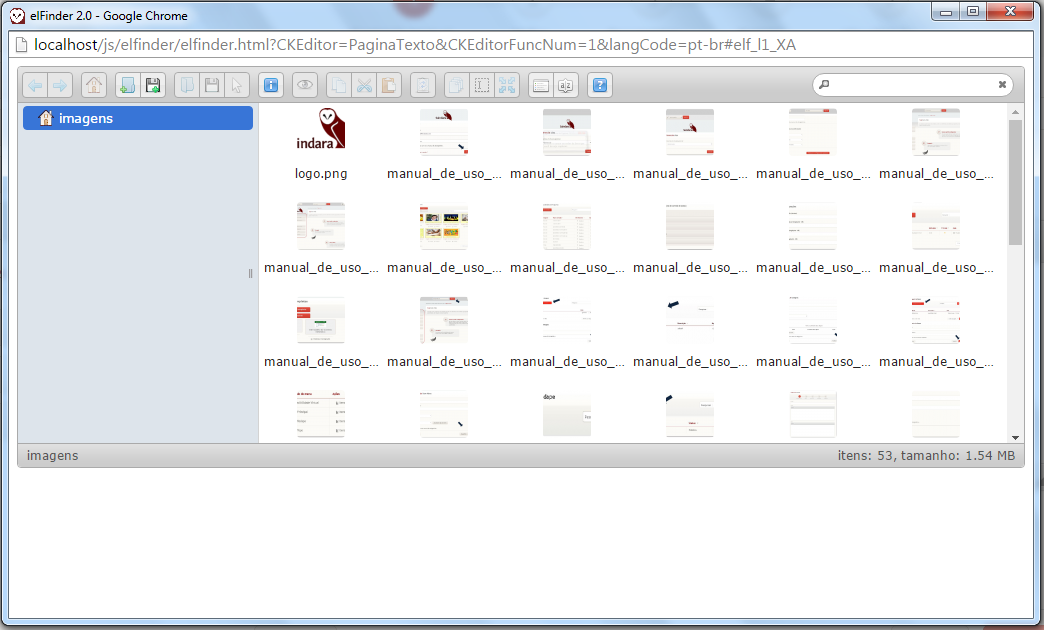 elFinder 2.0 - Google Chrome
localhost/js/elfinder/elfinder.html?CKEditor=PaginaTexto&CKEditorFuncNum=1&langCode=pt-br#elf_l1_XA
imagens
indara
logo.png manual_de_uso_... manual_de_uso_... manual_de_uso_... manual_de_uso_... manual_de_uso_...
manual_de_uso_... manual_de_uso_... manual_de_uso_... manual_de_uso_... manual_de_uso_... manual_de_uso_...
manual_de_uso_... manual_de_uso_... manual_de_uso_... manual_de_uso_... manual_de_uso_... manual_de_uso_...
dape
imagens itens: 53, tamanho: 1.54 MB